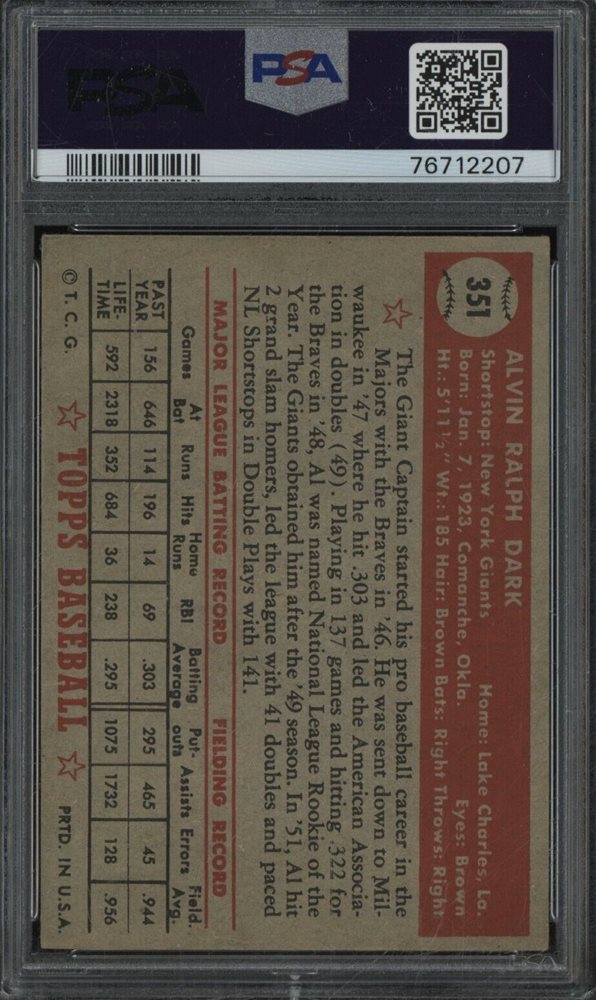 PSA
PSA
76712207
351
ALVIN RALPH DARK
Shortstop: New York Giants Home: Lake Charles, La.
Born: Jan. 7, 1923, Comanche, Okla. Eyes: Brown
Ht.: 5'11½" Wt.: 185 Hair: Brown Bats: Right Throws: Right
The Giant Captain started his pro baseball career in the
Majors with the Braves in '46. He was sent down to Mil-
waukee in '47 where he hit .303 and led the American Associa-
tion in doubles (49). Playing in 137 games and hitting .322 for
the Braves in '48, Al was named National League Rookie of the
Year. The Giants obtained him after the '49 season. In '51, Al hit
2 grand slam homers, led the league with 41 doubles and paced
NL Shortstops in Double Plays with 141.
MAJOR LEAGUE BATTING RECORD FIELDING RECORD
Games At Bat Runs Hits Home Runs RBI Batting Average Put-outs Assists Errors Field. Avg.
PAST YEAR 156 646 114 196 14 69 .303 295 465 45 .944
LIFE-TIME 592 2318 352 684 36 238 .295 1075 1732 128 .956
© T. C. G. TOPPS BASEBALL PRTD. IN U.S.A.